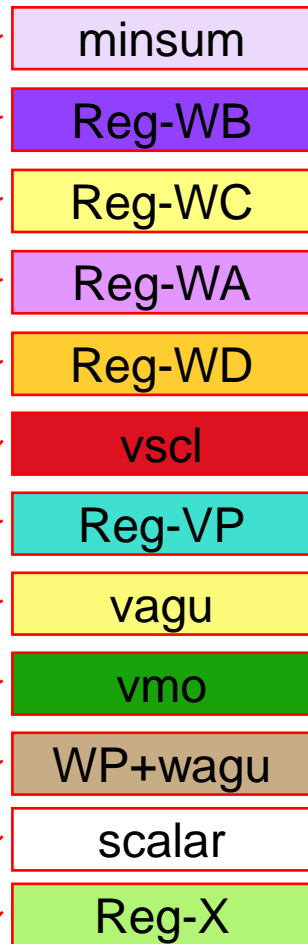 minsum
Reg-WB
Reg-WC
Reg-WA
Reg-WD
vscl
Reg-VP
vagu
vmo
WP+wagu
scalar
Reg-X